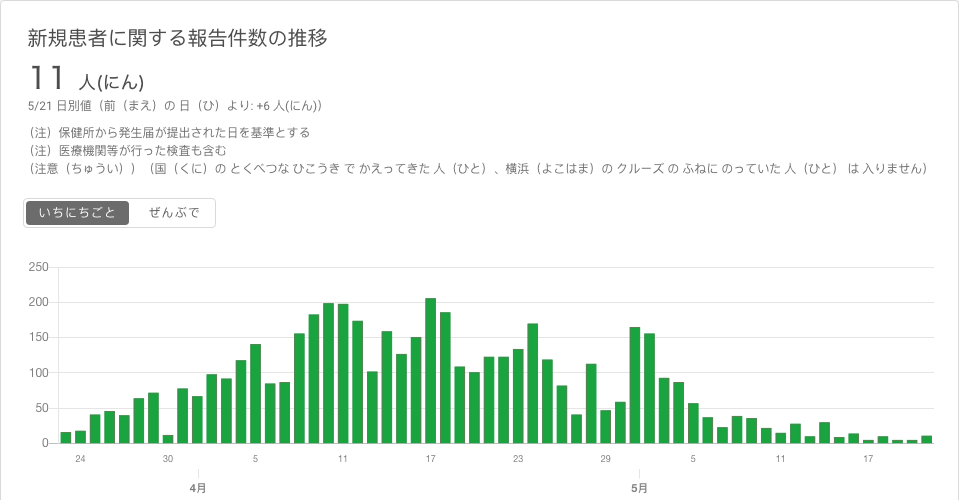 新規患者に関する報告件数の推移
11 人(にん)
5/21 日別値（前（まえ）の 日（ひ）より: +6 人(にん)）
（注）保健所から発生届が提出された日を基準とする
（注）医療機関等が行った検査も含む
（注意（ちゅうい））（国（くに）の とくべつな ひこうき で かえってきた 人（ひと）、横浜（よこはま）の クルーズ の ふねに のっていた 人（ひと） は 入りません）
いちにちごと ぜんぶで
250
200
150
100
50
0
24 30 5 11 17 23 29 5 11 17
4月 5月